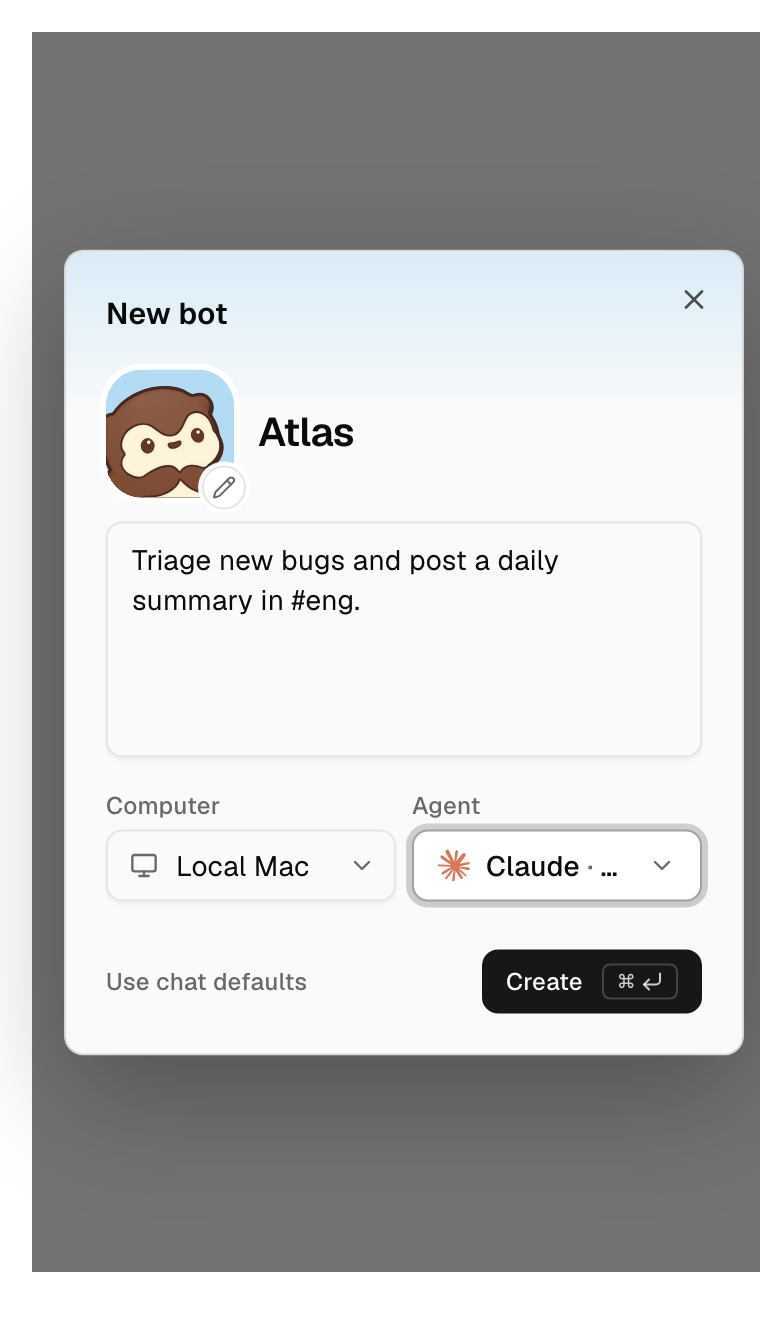 New bot
Atlas
Triage new bugs and post a daily
summary in #eng.
Computer
Agent
Local Mac
Claude · ...
Use chat defaults
Create ⌘ ↵